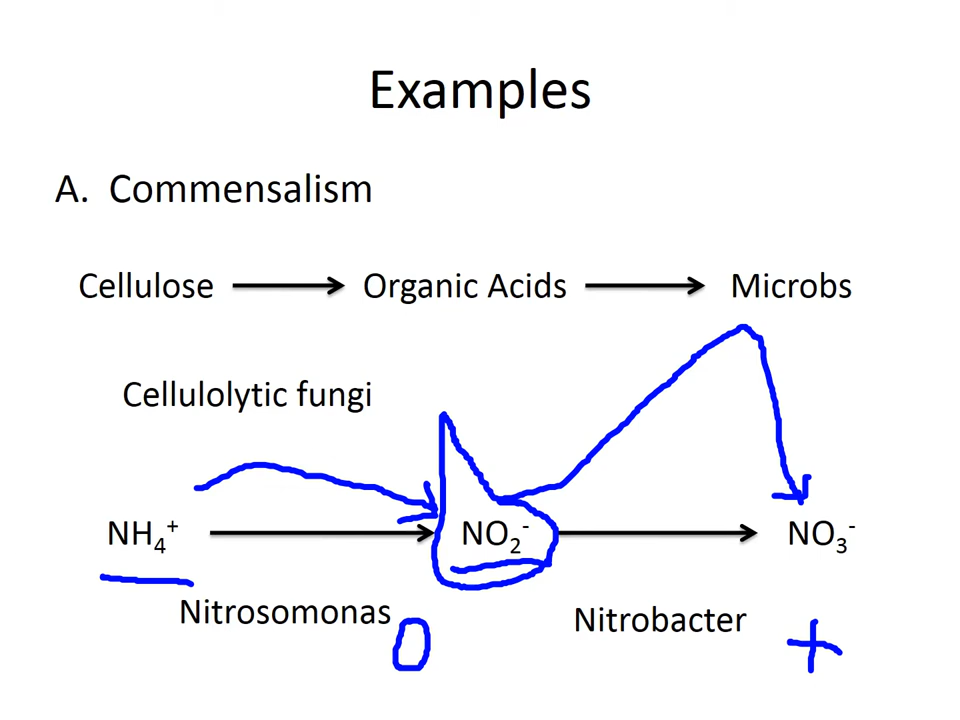 Examples
A. Commensalism
Cellulose → Organic Acids → Microbs
Cellulolytic fungi
NH₄⁺ → NO₂⁻ → NO₃⁻
Nitrosomonas 0 Nitrobacter +